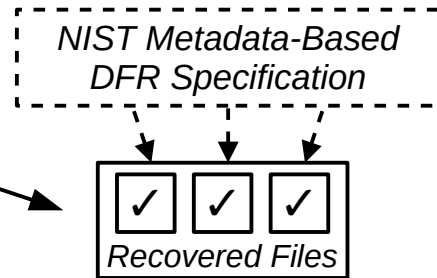 NIST Metadata-Based
DFR Specification
✓ ✓ ✓
Recovered Files